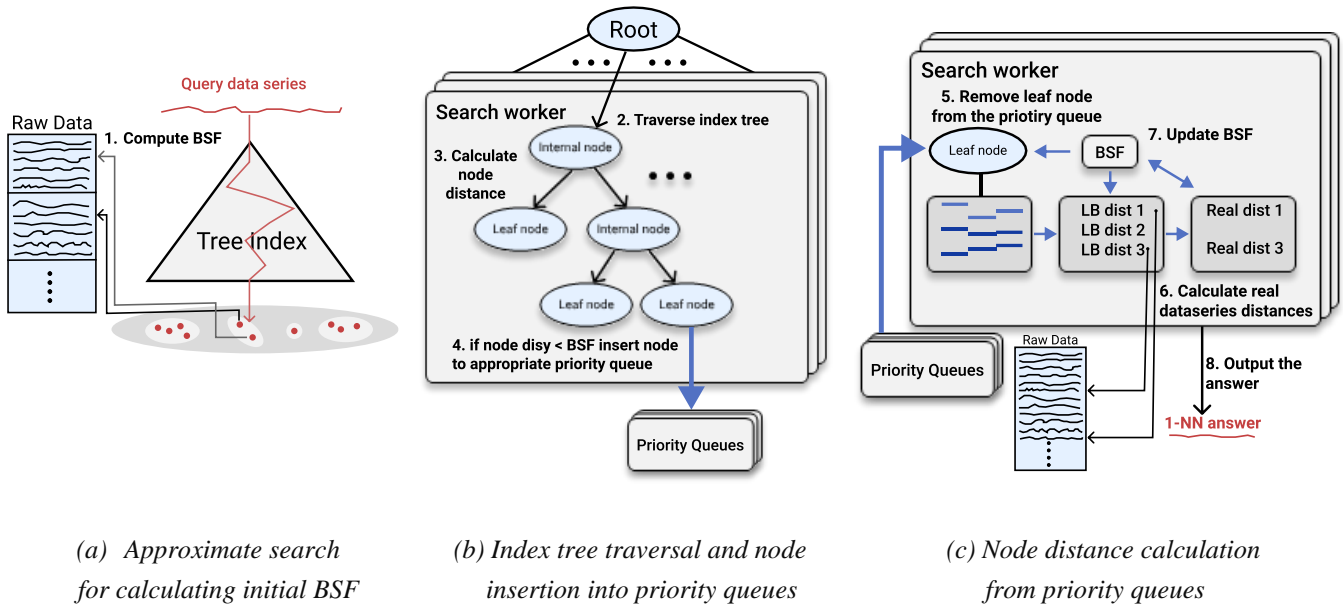 Query data series
Raw Data
1. Compute BSF
Tree Index
(a) Approximate search
for calculating initial BSF
Root
Search worker
2. Traverse index tree
Internal node
3. Calculate
node
distance
Leaf node
Internal node
Leaf node
Leaf node
4. if node disy < BSF insert node
to appropriate priority queue
Priority Queues
(b) Index tree traversal and node
insertion into priority queues
Search worker
5. Remove leaf node
from the priotiry queue
7. Update BSF
Leaf node
BSF
LB dist 1
LB dist 2
LB dist 3
Real dist 1
Real dist 3
6. Calculate real
dataseries distances
Raw Data
Priority Queues
8. Output the
answer
1-NN answer
(c) Node distance calculation
from priority queues